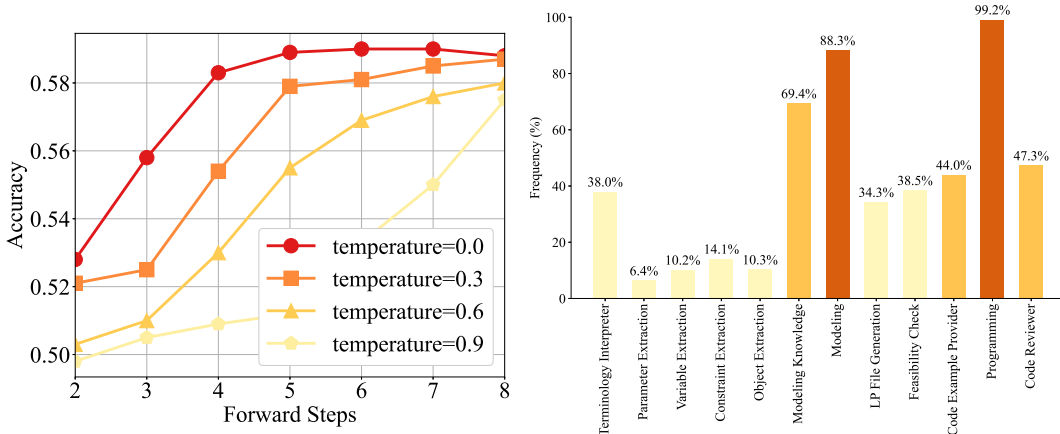 Accuracy
0.58
0.56
0.54
0.52
0.50
2 3 4 5 6 7 8
Forward Steps
temperature=0.0
temperature=0.3
temperature=0.6
temperature=0.9
Frequency (%)
100
80
60
40
20
0
38.0%
6.4%
10.2%
14.1%
10.3%
69.4%
88.3%
34.3%
38.5%
44.0%
99.2%
47.3%
Terminology Interpreter
Parameter Extraction
Variable Extraction
Constraint Extraction
Object Extraction
Modeling Knowledge
Modeling
LP File Generation
Feasibility Check
Code Example Provider
Programming
Code Reviewer